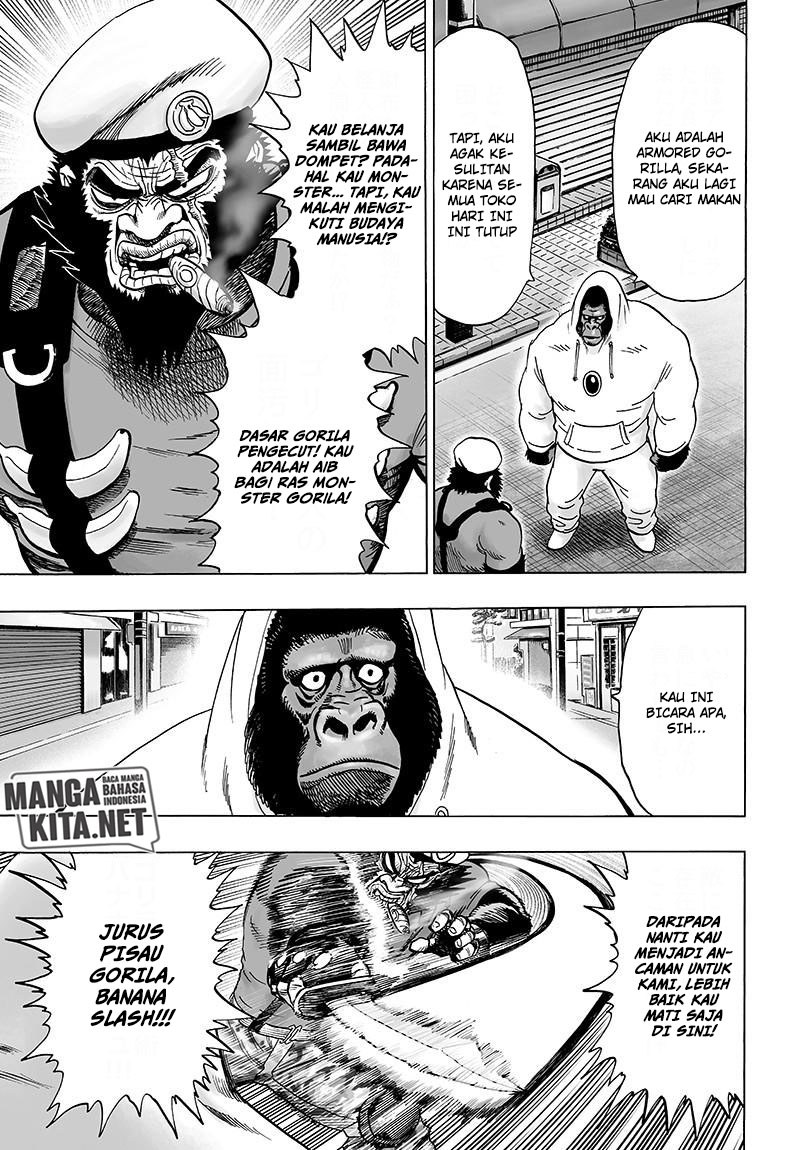 AKU ADALAH
ARMORED GO-
RILLA, SEKA-
RANG AKU LAGI
MAU CARI MAKAN
TAPI, AKU
AGAK KE-
SULITAN
KARENA SE-
MUA TOKO
HARI INI
INI TUTUP
KAU BELANJA
SAMBIL BAWA
DOMPET? PADA-
HAL KAU MON-
STER... TAPI, KAU
MALAH MENGI-
KUTI BUDAYA
MANUSIA!?
DASAR GORILA
PENGECUT! KAU
ADALAH AIB
BAGI RAS MON-
STER GORILA!
KAU INI
BICARA APA,
SIH...
MANGA
KITA.NET
BACA MANGA
BAHASA
INDONESIA
DARIPADA
NANTI KAU
MENJADI AN-
CAMAN UNTUK
KAMI, LEBIH
BAIK KAU
MATI SAJA
DI SINI!
JURUS
PISAU
GORILA,
BANANA
SLASH!!!